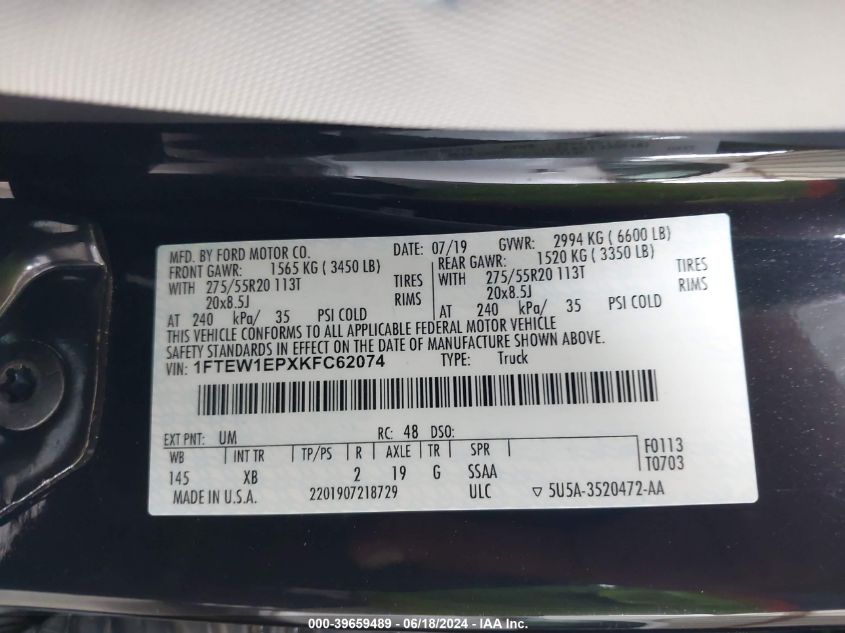 MFD. BY FORD MOTOR CO. DATE: 07/19 GVWR: 2994 KG ( 6600 LB)
FRONT GAWR: 1565 KG ( 3450 LB) REAR GAWR: 1520 KG ( 3350 LB)
WITH 275/55R20 113T TIRES WITH 275/55R20 113T TIRES
20x8.5J RIMS 20x8.5J RIMS
AT 240 kPa/ 35 PSI COLD AT 240 kPa/ 35 PSI COLD
THIS VEHICLE CONFORMS TO ALL APPLICABLE FEDERAL MOTOR VEHICLE
SAFETY STANDARDS IN EFFECT ON THE DATE OF MANUFACTURE SHOWN ABOVE.
VIN: 1FTEW1EPXKFC62074 TYPE: Truck
EXT PNT: UM RC: 48 DSO: F0113
WB INT TR TP/PS R AXLE TR SPR T0703
145 XB 2 19 G SSAA
MADE IN U.S.A. 2201907218729 ULC ▽ 5U5A-3520472-AA
000-39659489 - 06/18/2024 - IAA Inc.